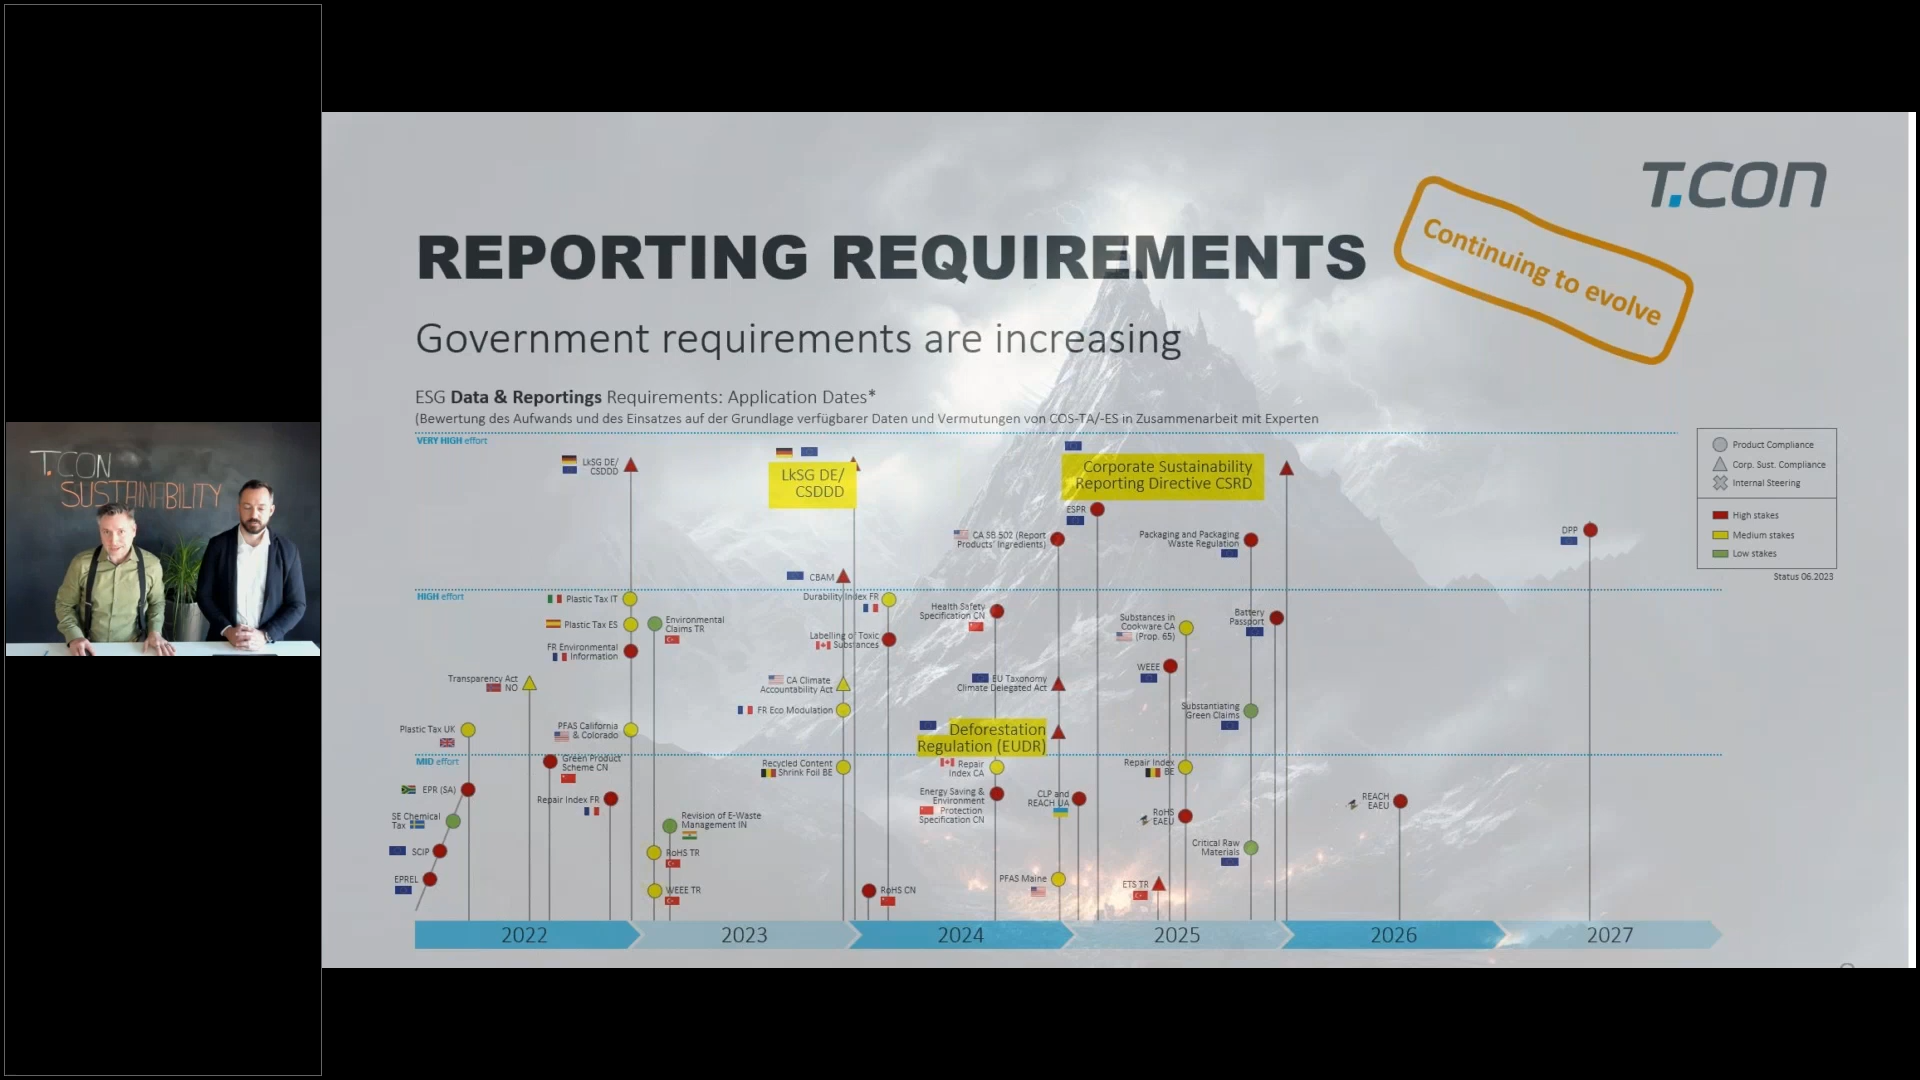 T.CON
SUSTAINABILITY
T.CON
Continuing to evolve
REPORTING REQUIREMENTS
Government requirements are increasing
ESG Data & Reportings Requirements: Application Dates*
(Bewertung des Aufwands und des Einsatzes auf der Grundlage verfügbarer Daten und Vermutungen von COS-TA/-ES in Zusammenarbeit mit Experten
VERY HIGH effort
LkSG DE/
CSDDD
LkSG DE/
CSDDD
Corporate Sustainability
Reporting Directive CSRD
ESPR
CA SB 502 (Report
Products' Ingredients)
Packaging and Packaging
Waste Regulation
DPP
CBAM
Product Compliance
Corp. Sust. Compliance
Internal Steering
High stakes
Medium stakes
Low stakes
Status 06.2023
HIGH effort
Plastic Tax IT
Plastic Tax ES
Environmental
Claims TR
FR Environmental
Information
Transparency Act
NO
Plastic Tax UK
PFAS California
& Colorado
Durability Index FR
Labelling of Toxic
Substances
CA Climate
Accountability Act
FR Eco Modulation
Health Safety
Specification CN
EU Taxonomy
Climate Delegated Act
Deforestation
Regulation (EUDR)
Substances in
Cookware CA
(Prop. 65)
WEEE
Battery
Passport
Substantiating
Green Claims
MID effort
Green Product
Scheme CN
EPR (SA)
Repair Index FR
SE Chemical
Tax
SCIP
EPREL
Revision of E-Waste
Management IN
RoHS TR
WEEE TR
Recycled Content
Shrink Foil BE
RoHS CN
Repair
Index CA
Energy Saving &
Environment
Protection
Specification CN
CLP and
REACH UA
PFAS Maine
Repair Index
BE
RoHS
EAEU
Critical Raw
Materials
ETS TR
REACH
EAEU
2022
2023
2024
2025
2026
2027